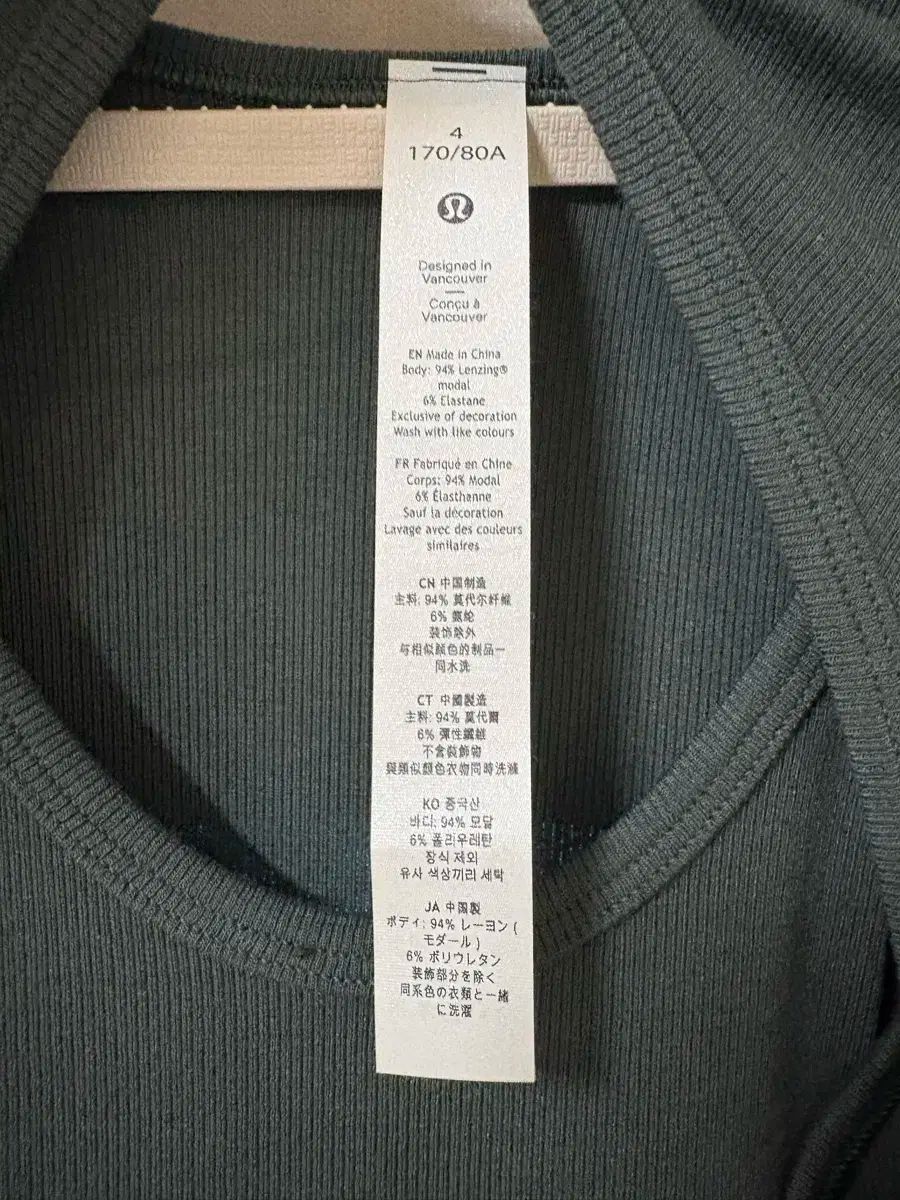 4
170/80A
Designed in
Vancouver
Conçu à
Vancouver
EN Made in China
Body: 94% Lenzing®
modal
6% Elastane
Exclusive of decoration
Wash with like colours
FR Fabriqué en Chine
Corps: 94% Modal
6% Élasthanne
Sauf la décoration
Lavage avec des couleurs
similaires
CN 中国制造
主料: 94% 莫代尔纤维
6% 氨纶
装饰除外
与相似颜色的制品一
同水洗
CT 中國製造
主料: 94% 莫代爾
6% 彈性纖維
不含裝飾物
與類似顏色衣物同時洗滌
KO 중국산
바디: 94% 모달
6% 폴리우레탄
장식 제외
유사 색상끼리 세탁
JA 中国製
ボディ: 94% レーヨン (
モダール)
6% ポリウレタン
装飾部分を除く
同系色の衣類と一緒
に洗濯